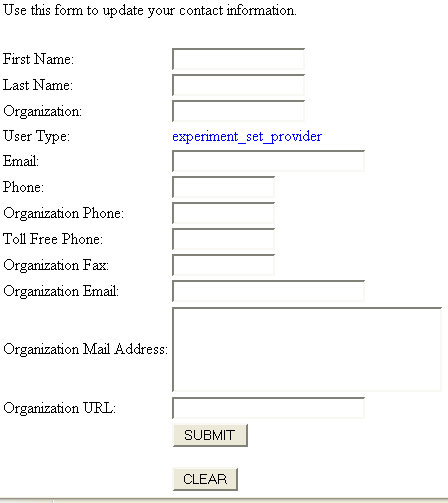 Use this form to update your contact information.
First Name:
Last Name:
Organization:
User Type: experiment_set_provider
Email:
Phone:
Organization Phone:
Toll Free Phone:
Organization Fax:
Organization Email:
Organization Mail Address:
Organization URL:
SUBMIT
CLEAR